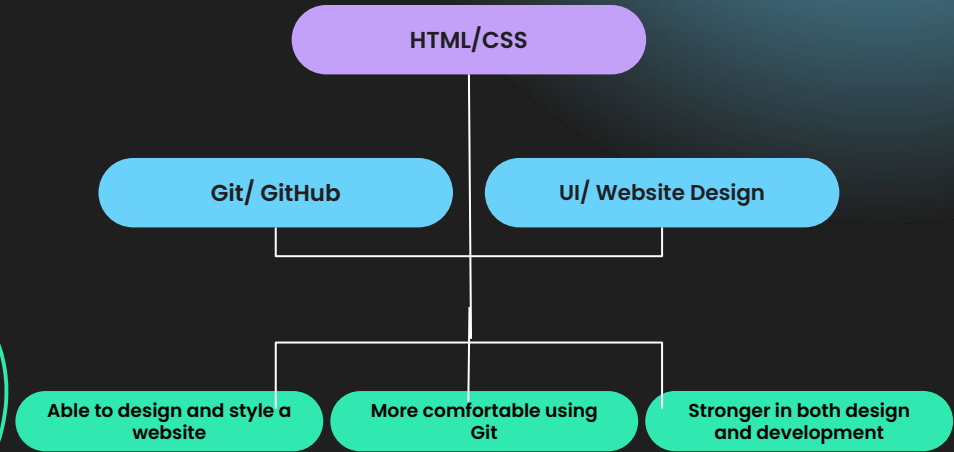 HTML/CSS
Git/ GitHub
UI/ Website Design
Able to design and style a
website
More comfortable using
Git
Stronger in both design
and development